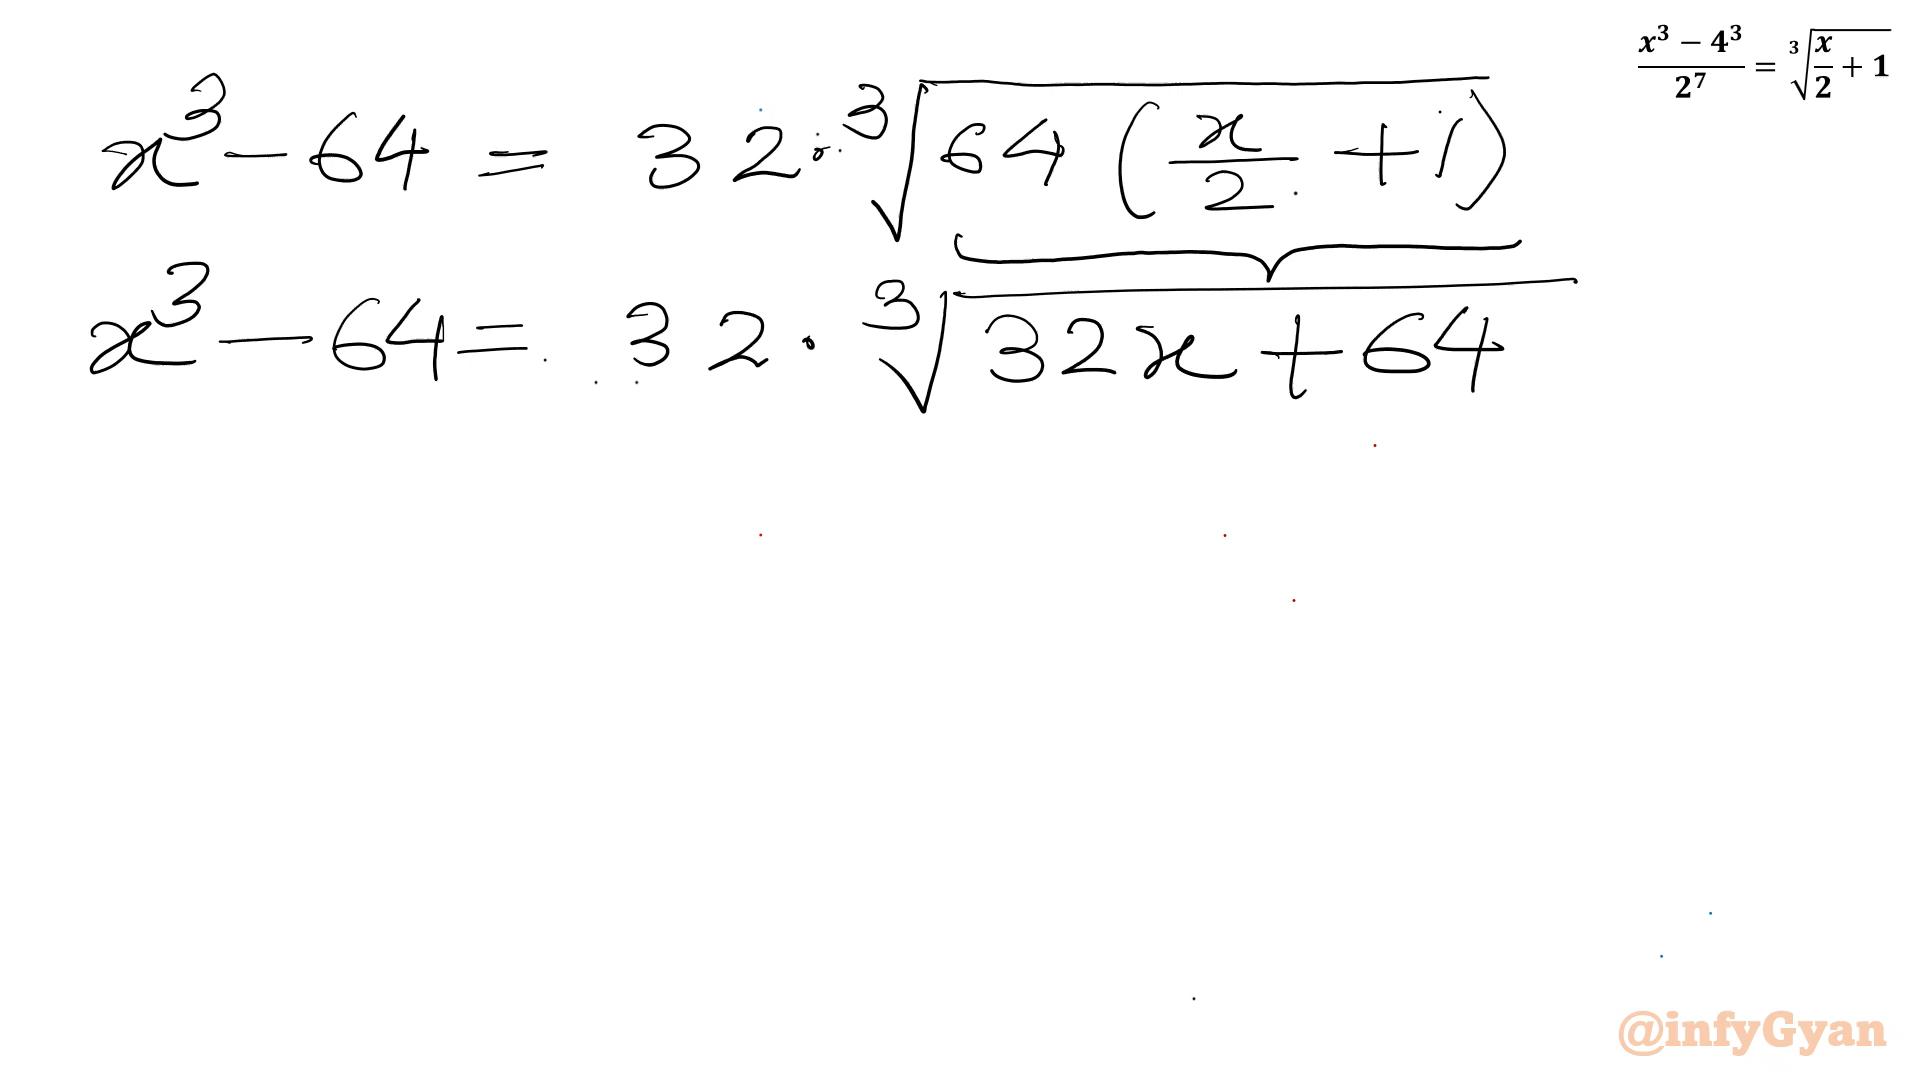 x³ - 64 = 32 · ∛(64(x/2 + 1))
x³ - 64 = 32 · ∛(32x + 64)
(x³ − 4³)/2⁷ = ∛(x/2 + 1)
@infyGyan